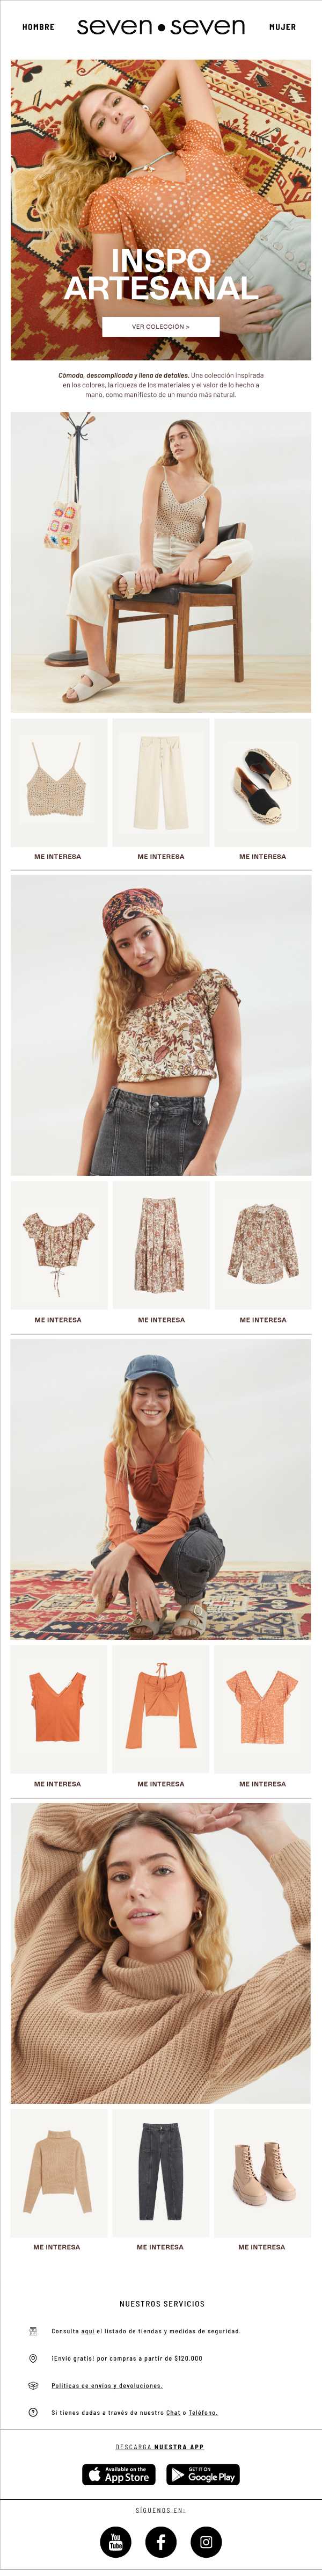 HOMBRE
seven•seven
MUJER
INSPO
ARTESANAL
VER COLECCIÓN >
Cómoda, descomplicada y llena de detalles. Una colección inspirada
en los colores, la riqueza de los materiales y el valor de lo hecho a
mano, como manifiesto de un mundo más natural.
ME INTERESA ME INTERESA ME INTERESA
ME INTERESA ME INTERESA ME INTERESA
ME INTERESA ME INTERESA ME INTERESA
ME INTERESA ME INTERESA ME INTERESA
NUESTROS SERVICIOS
Consulta aquí el listado de tiendas y medidas de seguridad.
¡Envío gratis! por compras a partir de $120.000
Políticas de envíos y devoluciones.
Si tienes dudas a través de nuestro Chat o Teléfono.
DESCARGA NUESTRA APP
Available on the
App Store
GET IT ON
Google Play
SÍGUENOS EN:
You
Tube